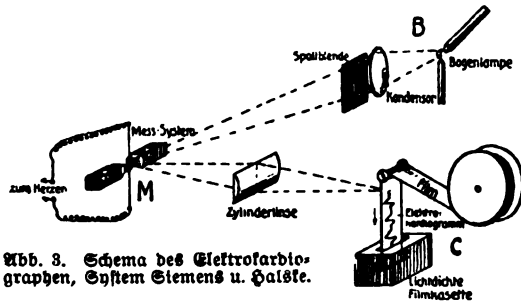 B
Spaltblende
Bogenlampe
Kondensor
Mess-System
zum Herzen
M
Zylinderlinse
Film
Elektro-
kardiogramm
C
Lichtdichte
Filmkasette
Abb. 3. Schema des Elektrokardio-
graphen, System Siemens u. Halske.